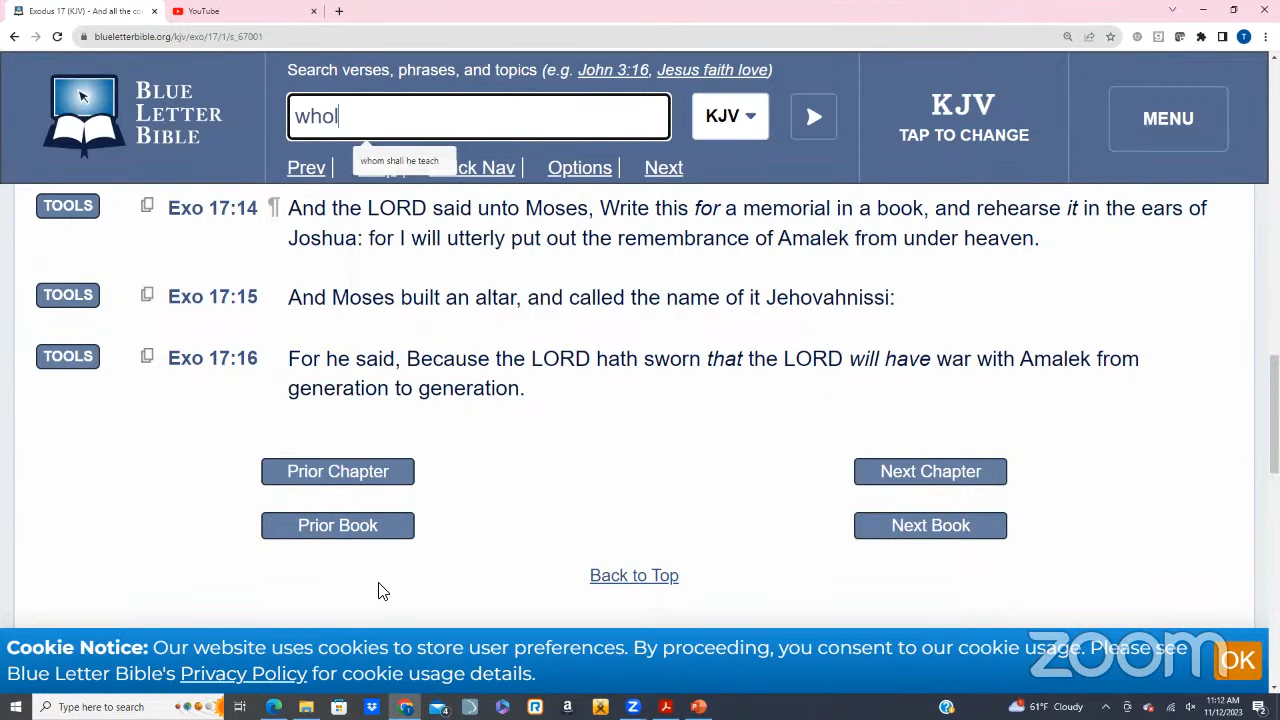 Exodus 17 (KJV) - And all the co
YouTube
blueletterbible.org/kjv/exo/17/1/s_67001
BLUE
LETTER
BIBLE
Search verses, phrases, and topics (e.g. John 3:16, Jesus faith love)
whol
KJV
KJV
TAP TO CHANGE
MENU
whom shall he teach
Prev
ck Nav
Options
Next
TOOLS
Exo 17:14
¶ And the LORD said unto Moses, Write this for a memorial in a book, and rehearse it in the ears of
Joshua: for I will utterly put out the remembrance of Amalek from under heaven.
TOOLS
Exo 17:15
And Moses built an altar, and called the name of it Jehovahnissi:
TOOLS
Exo 17:16
For he said, Because the LORD hath sworn that the LORD will have war with Amalek from
generation to generation.
Prior Chapter
Next Chapter
Prior Book
Next Book
Back to Top
Cookie Notice: Our website uses cookies to store user preferences. By proceeding, you consent to our cookie usage. Please see
Blue Letter Bible's Privacy Policy for cookie usage details.
OK
zoom
Type here to search
61°F Cloudy
11:12 AM
11/12/2023